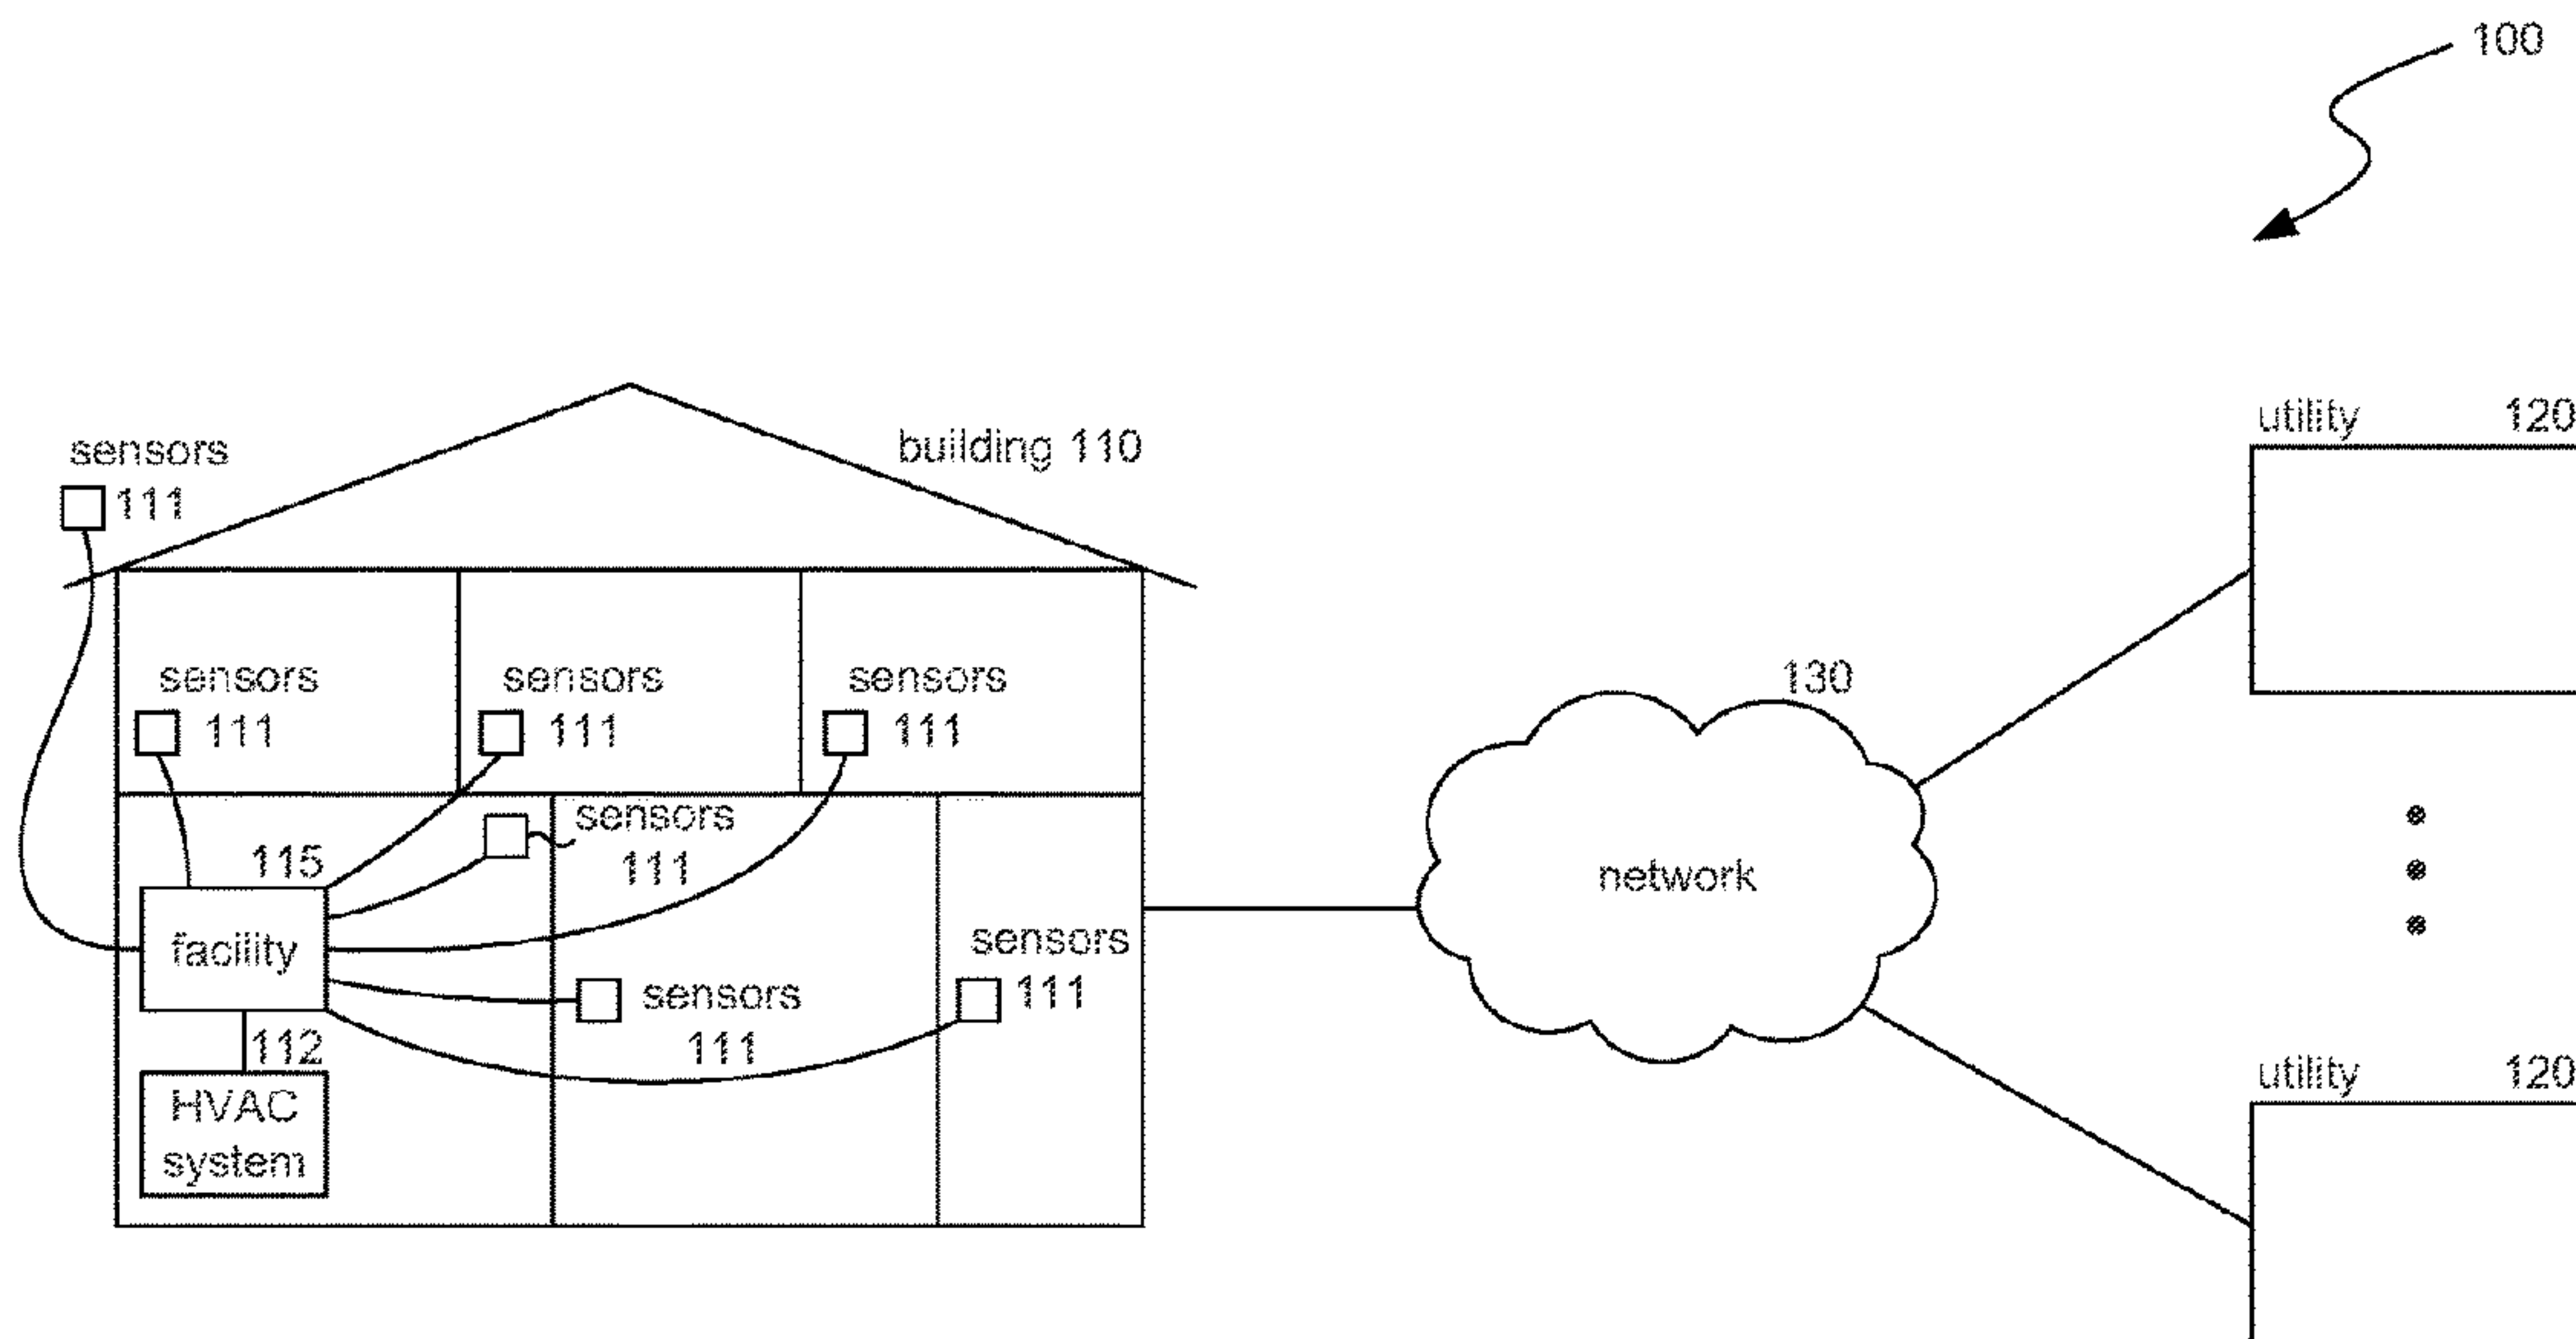 100
utility 120
building 110
sensors
111
sensors
111
sensors
111
sensors
111
130
sensors
111
115
network
facility
sensors
111
sensors
111
112
HVAC
system
utility 120